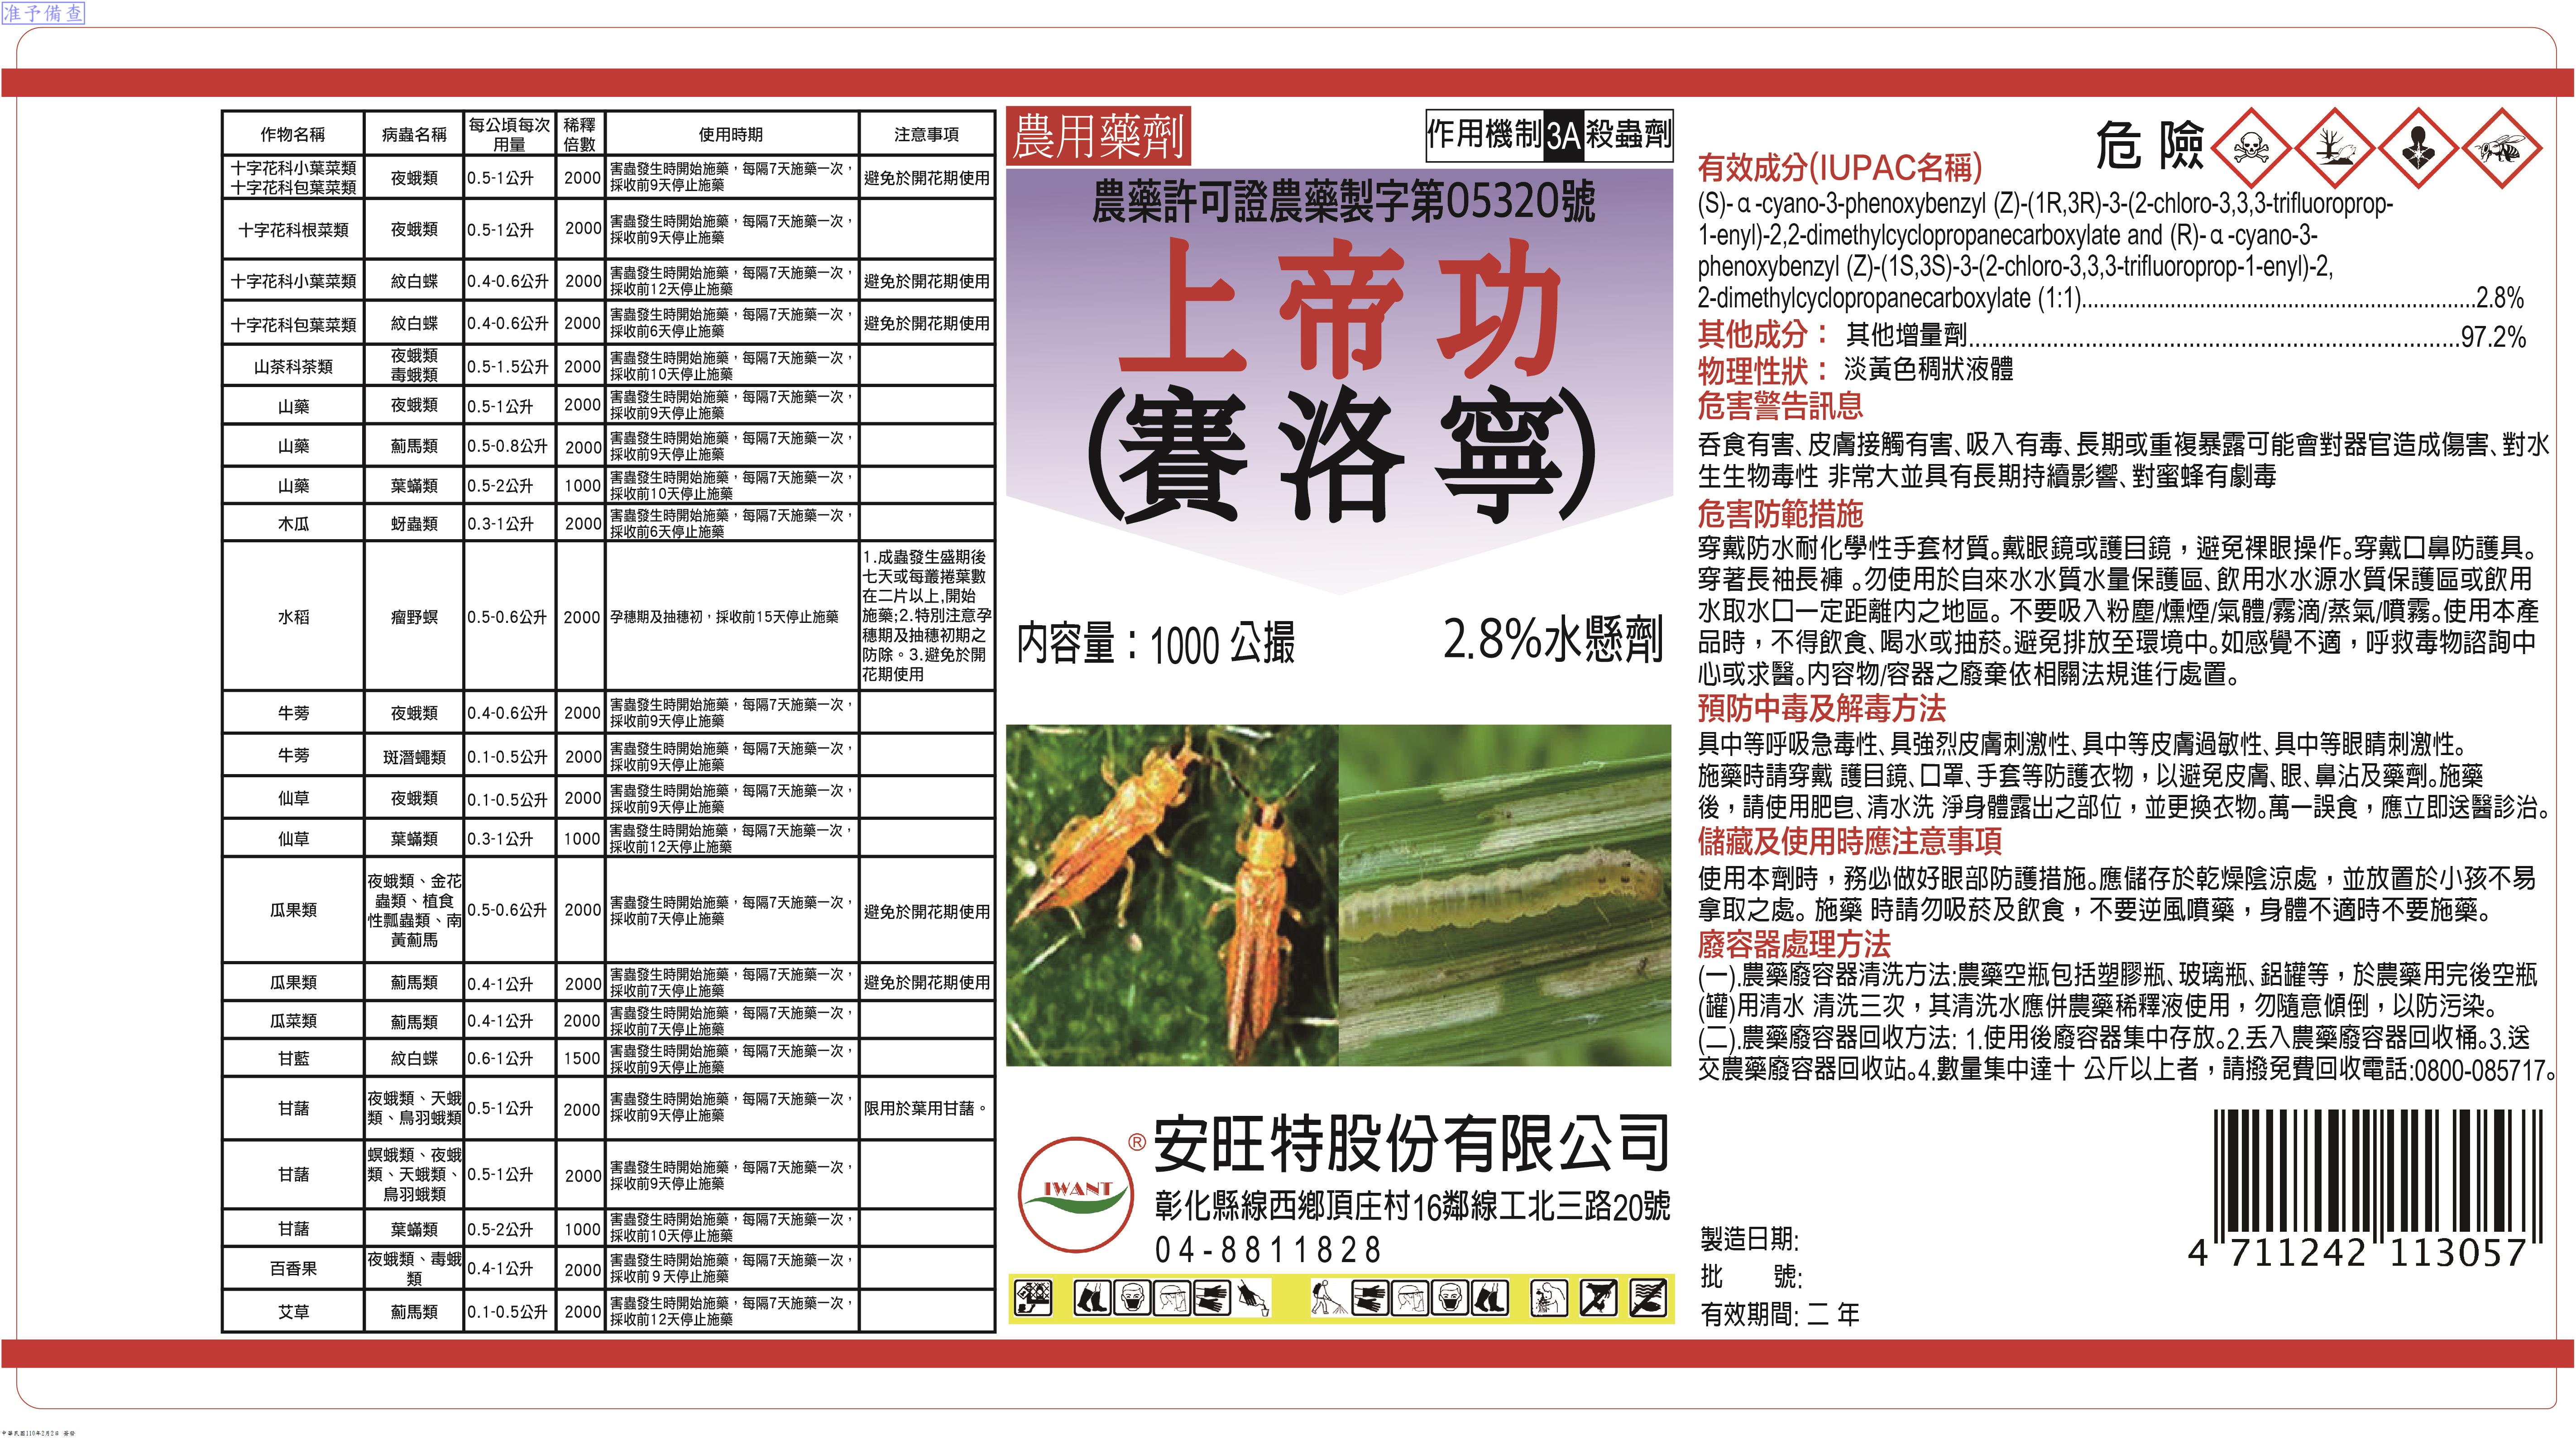 准予備查
作物名稱 病蟲名稱 每公頃每次用量 稀釋倍數 使用時期 注意事項
十字花科小葉菜類十字花科包葉菜類 夜蛾類 0.5-1公升 2000 害蟲發生時開始施藥，每隔7天施藥一次，採收前9天停止施藥 避免於開花期使用
十字花科根菜類 夜蛾類 0.5-1公升 2000 害蟲發生時開始施藥，每隔7天施藥一次，採收前9天停止施藥
十字花科小葉菜類 紋白蝶 0.4-0.6公升 2000 害蟲發生時開始施藥，每隔7天施藥一次，採收前12天停止施藥 避免於開花期使用
十字花科包葉菜類 紋白蝶 0.4-0.6公升 2000 害蟲發生時開始施藥，每隔7天施藥一次，採收前6天停止施藥 避免於開花期使用
山茶科茶類 夜蛾類毒蛾類 0.5-1.5公升 2000 害蟲發生時開始施藥，每隔7天施藥一次，採收前10天停止施藥
山藥 夜蛾類 0.5-1公升 2000 害蟲發生時開始施藥，每隔7天施藥一次，採收前9天停止施藥
山藥 薊馬類 0.5-0.8公升 2000 害蟲發生時開始施藥，每隔7天施藥一次，採收前9天停止施藥
山藥 葉蟎類 0.5-2公升 1000 害蟲發生時開始施藥，每隔7天施藥一次，採收前10天停止施藥
木瓜 蚜蟲類 0.3-1公升 2000 害蟲發生時開始施藥，每隔7天施藥一次，採收前6天停止施藥
水稻 瘤野螟 0.5-0.6公升 2000 孕穗期及抽穗初，採收前15天停止施藥 1.成蟲發生盛期後七天或每叢捲葉數在二片以上,開始施藥;2.特別注意孕穗期及抽穗初期之防除。3.避免於開花期使用
牛蒡 夜蛾類 0.4-0.6公升 2000 害蟲發生時開始施藥，每隔7天施藥一次，採收前9天停止施藥
牛蒡 斑潛蠅類 0.1-0.5公升 2000 害蟲發生時開始施藥，每隔7天施藥一次，採收前9天停止施藥
仙草 夜蛾類 0.1-0.5公升 2000 害蟲發生時開始施藥，每隔7天施藥一次，採收前9天停止施藥
仙草 葉蟎類 0.3-1公升 1000 害蟲發生時開始施藥，每隔7天施藥一次，採收前12天停止施藥
瓜果類 夜蛾類、金花蟲類、植食性瓢蟲類、南黃薊馬 0.5-0.6公升 2000 害蟲發生時開始施藥，每隔7天施藥一次，採收前7天停止施藥 避免於開花期使用
瓜果類 薊馬類 0.4-1公升 2000 害蟲發生時開始施藥，每隔7天施藥一次，採收前7天停止施藥 避免於開花期使用
瓜菜類 薊馬類 0.4-1公升 2000 害蟲發生時開始施藥，每隔7天施藥一次，採收前7天停止施藥
甘藍 紋白蝶 0.6-1公升 1500 害蟲發生時開始施藥，每隔7天施藥一次，採收前9天停止施藥
甘藷 夜蛾類、天蛾類、鳥羽蛾類 0.5-1公升 2000 害蟲發生時開始施藥，每隔7天施藥一次，採收前9天停止施藥 限用於葉用甘藷。
甘藷 螟蛾類、夜蛾類、天蛾類、鳥羽蛾類 0.5-1公升 2000 害蟲發生時開始施藥，每隔7天施藥一次，採收前9天停止施藥
甘藷 葉蟎類 0.5-2公升 1000 害蟲發生時開始施藥，每隔7天施藥一次，採收前10天停止施藥
百香果 夜蛾類、毒蛾類 0.4-1公升 2000 害蟲發生時開始施藥，每隔7天施藥一次，採收前 9 天停止施藥
艾草 薊馬類 0.1-0.5公升 2000 害蟲發生時開始施藥，每隔7天施藥一次，採收前12天停止施藥
農用藥劑
作用機制 3A 殺蟲劑
農藥許可證農藥製字第05320號
上帝功
(賽洛寧)
內容量：1000 公撮
2.8%水懸劑
IWANT ®
安旺特股份有限公司
彰化縣線西鄉頂庄村16鄰線工北三路20號
04-8811828
危險
有效成分(IUPAC名稱)
(S)-α-cyano-3-phenoxybenzyl (Z)-(1R,3R)-3-(2-chloro-3,3,3-trifluoroprop-
1-enyl)-2,2-dimethylcyclopropanecarboxylate and (R)-α-cyano-3-
phenoxybenzyl (Z)-(1S,3S)-3-(2-chloro-3,3,3-trifluoroprop-1-enyl)-2,
2-dimethylcyclopropanecarboxylate (1:1)....................2.8%
其他成分：其他增量劑....................97.2%
物理性狀：淡黃色稠狀液體
危害警告訊息
吞食有害、皮膚接觸有害、吸入有毒、長期或重複暴露可能會對器官造成傷害、對水
生生物毒性 非常大並具有長期持續影響、對蜜蜂有劇毒
危害防範措施
穿戴防水耐化學性手套材質。戴眼鏡或護目鏡，避免裸眼操作。穿戴口鼻防護具。
穿著長袖長褲 。勿使用於自來水水質水量保護區、飲用水水源水質保護區或飲用
水取水口一定距離內之地區。 不要吸入粉塵/燻煙/氣體/霧滴/蒸氣/噴霧。使用本產
品時，不得飲食、喝水或抽菸。避免排放至環境中。如感覺不適，呼救毒物諮詢中
心或求醫。內容物/容器之廢棄依相關法規進行處置。
預防中毒及解毒方法
具中等呼吸急毒性、具強烈皮膚刺激性、具中等皮膚過敏性、具中等眼睛刺激性。
施藥時請穿戴 護目鏡、口罩、手套等防護衣物，以避免皮膚、眼、鼻沾及藥劑。施藥
後，請使用肥皂、清水洗 淨身體露出之部位，並更換衣物。萬一誤食，應立即送醫診治。
儲藏及使用時應注意事項
使用本劑時，務必做好眼部防護措施。應儲存於乾燥陰涼處，並放置於小孩不易
拿取之處。 施藥 時請勿吸菸及飲食，不要逆風噴藥，身體不適時不要施藥。
廢容器處理方法
(一).農藥廢容器清洗方法:農藥空瓶包括塑膠瓶、玻璃瓶、鋁罐等，於農藥用完後空瓶
(罐)用清水 清洗三次，其清洗水應併農藥稀釋液使用，勿隨意傾倒，以防污染。
(二).農藥廢容器回收方法: 1.使用後廢容器集中存放。2.丟入農藥廢容器回收桶。3.送
交農藥廢容器回收站。4.數量集中達十 公斤以上者，請撥免費回收電話:0800-085717。
製造日期:
批 號:
有效期間: 二 年
4 711242 113057
中華民國110年2月2日 簽發